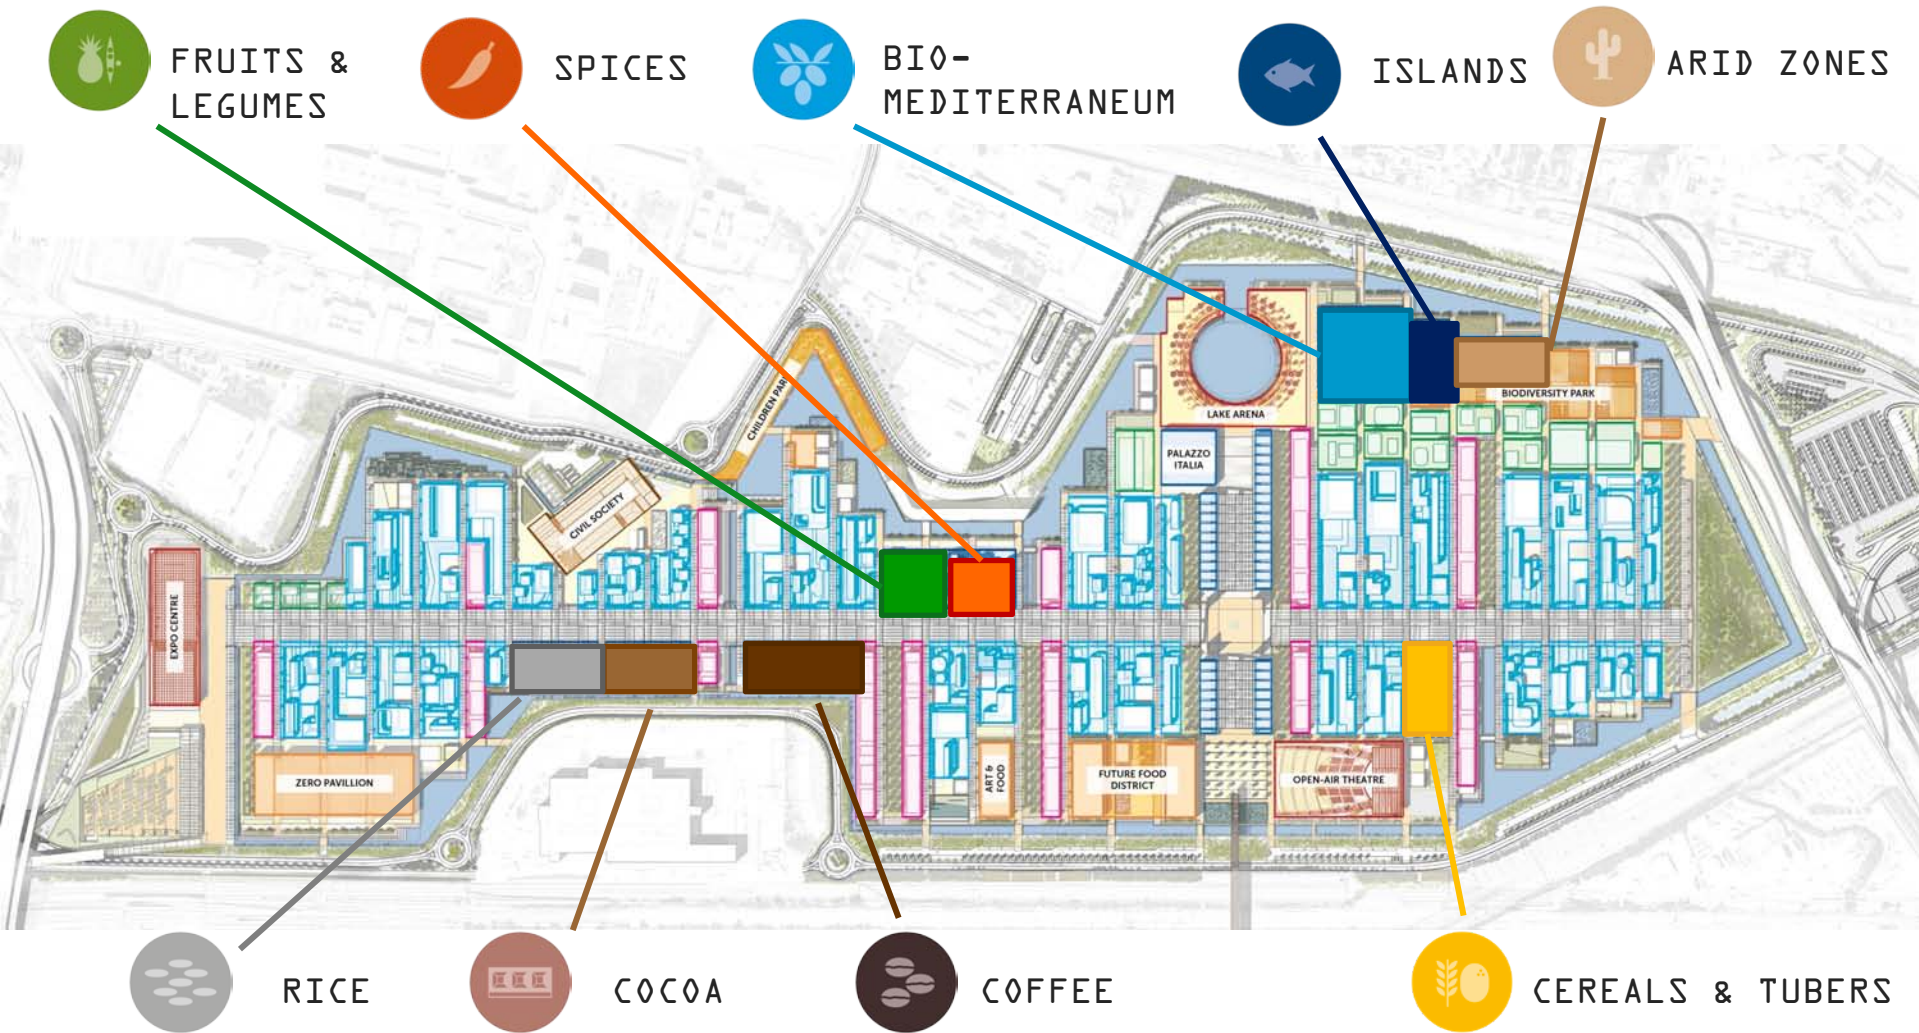 FRUITS &
LEGUMES
SPICES
BIO-
MEDITERRANEUM
ISLANDS
ARID ZONES
CHILDREN PARK
LAKE ARENA
BIODIVERSITY PARK
PALAZZO
ITALIA
CIVIL SOCIETY
EXPO CENTRE
ZERO PAVILLION
ART &
FOOD
FUTURE FOOD
DISTRICT
OPEN-AIR THEATRE
RICE
COCOA
COFFEE
CEREALS & TUBERS